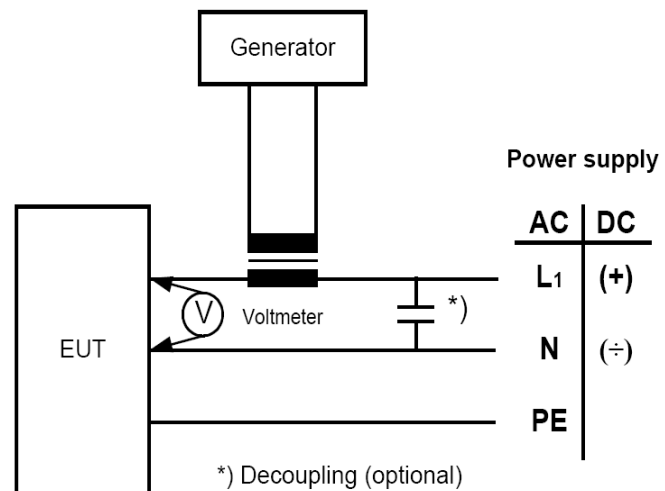 Generator
Power supply
AC DC
L1 (+)
V Voltmeter *)
EUT N (÷)
PE
*) Decoupling (optional)